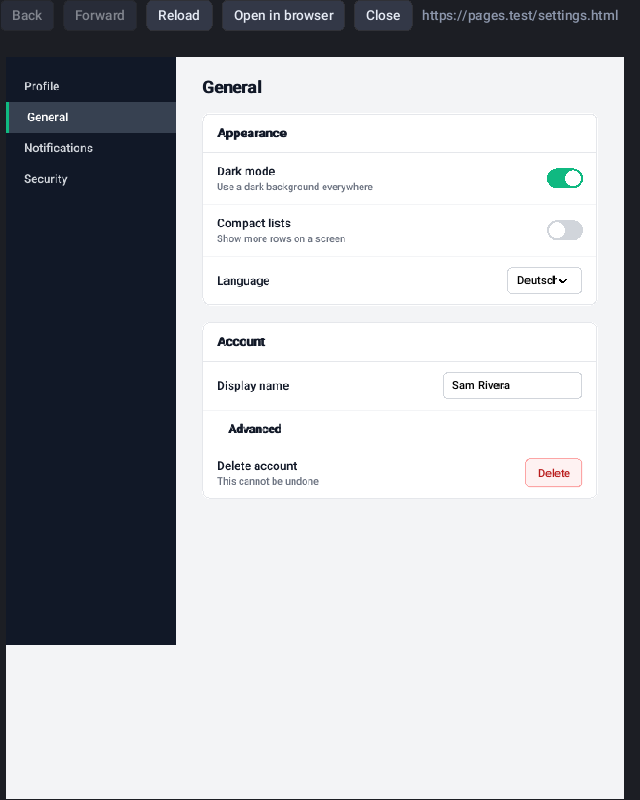 Back Forward Reload Open in browser Close https://pages.test/settings.html
Profile
General
Notifications
Security
General
Appearance
Dark mode
Use a dark background everywhere
Compact lists
Show more rows on a screen
Language Deutsch
Account
Display name Sam Rivera
Advanced
Delete account
This cannot be undone
Delete